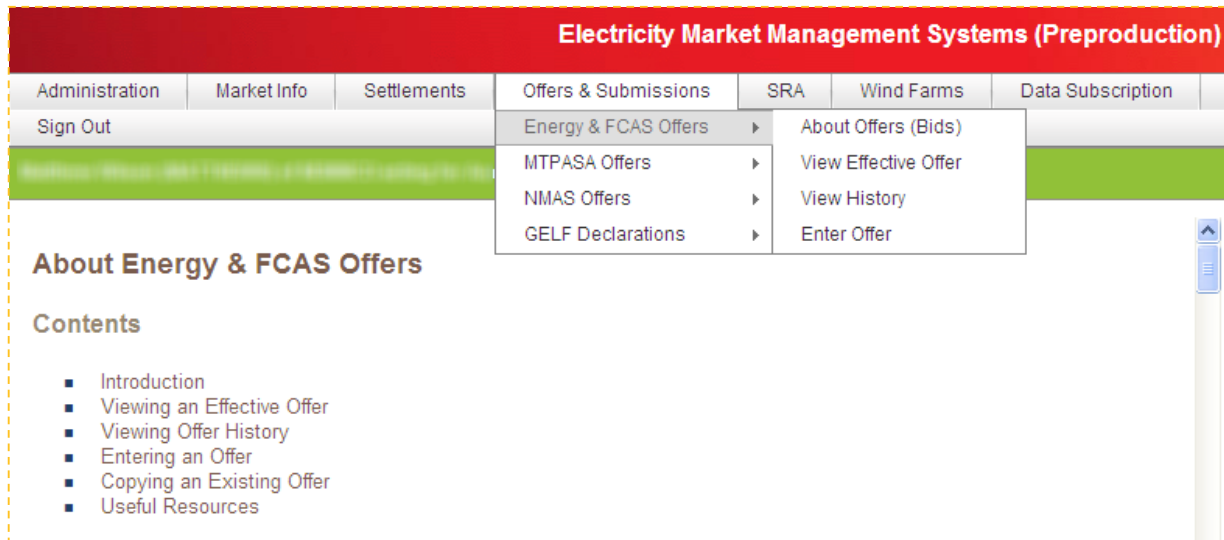 Electricity Market Management Systems (Preproduction)
Administration Market Info Settlements Offers & Submissions SRA Wind Farms Data Subscription
Sign Out
Energy & FCAS Offers
MTPASA Offers
NMAS Offers
GELF Declarations
About Offers (Bids)
View Effective Offer
View History
Enter Offer
About Energy & FCAS Offers
Contents
Introduction
Viewing an Effective Offer
Viewing Offer History
Entering an Offer
Copying an Existing Offer
Useful Resources